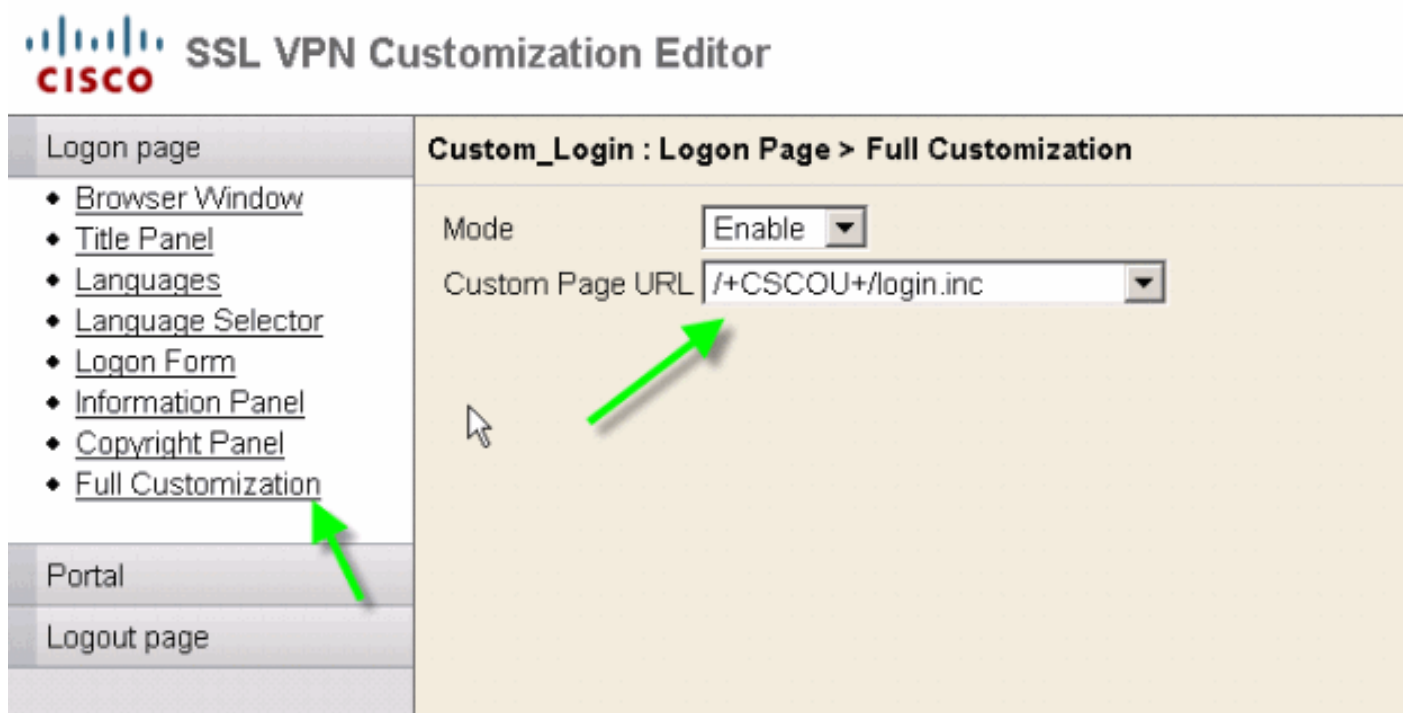 CISCO
SSL VPN Customization Editor
Logon page
Browser Window
Title Panel
Languages
Language Selector
Logon Form
Information Panel
Copyright Panel
Full Customization
Portal
Logout page
Custom_Login : Logon Page > Full Customization
Mode Enable
Custom Page URL /+CSCOU+/login.inc